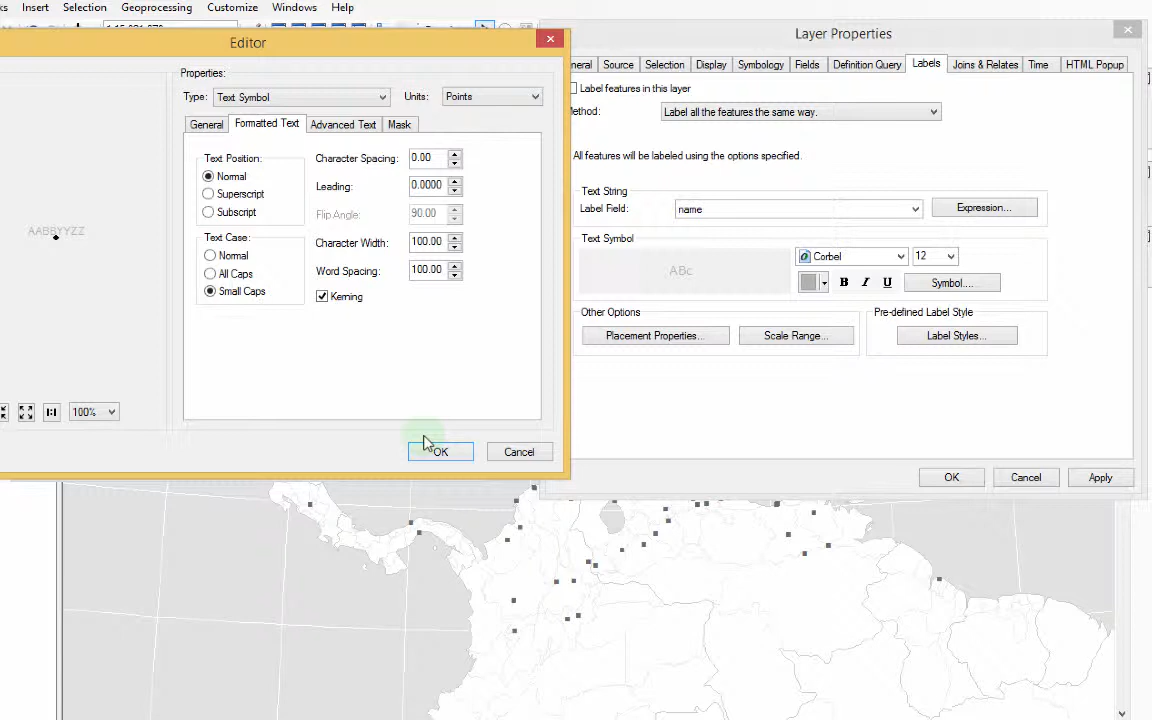 Insert Selection Geoprocessing Customize Windows Help
Editor
Properties:
Type: Text Symbol Units: Points
General Formatted Text Advanced Text Mask
Text Position:
Normal
Superscript
Subscript
Character Spacing: 0.00
Leading: 0.0000
Flip Angle: 90.00
Text Case:
Normal
All Caps
Small Caps
Character Width: 100.00
Word Spacing: 100.00
Kerning
AABBYYZZ
1:1 100%
OK Cancel
Layer Properties
neral Source Selection Display Symbology Fields Definition Query Labels Joins & Relates Time HTML Popup
Label features in this layer
ethod: Label all the features the same way.
All features will be labeled using the options specified.
Text String
Label Field: name Expression...
Text Symbol
ABc
Corbel 12
B I U Symbol....
Other Options
Placement Properties... Scale Range...
Pre-defined Label Style
Label Styles...
OK Cancel Apply